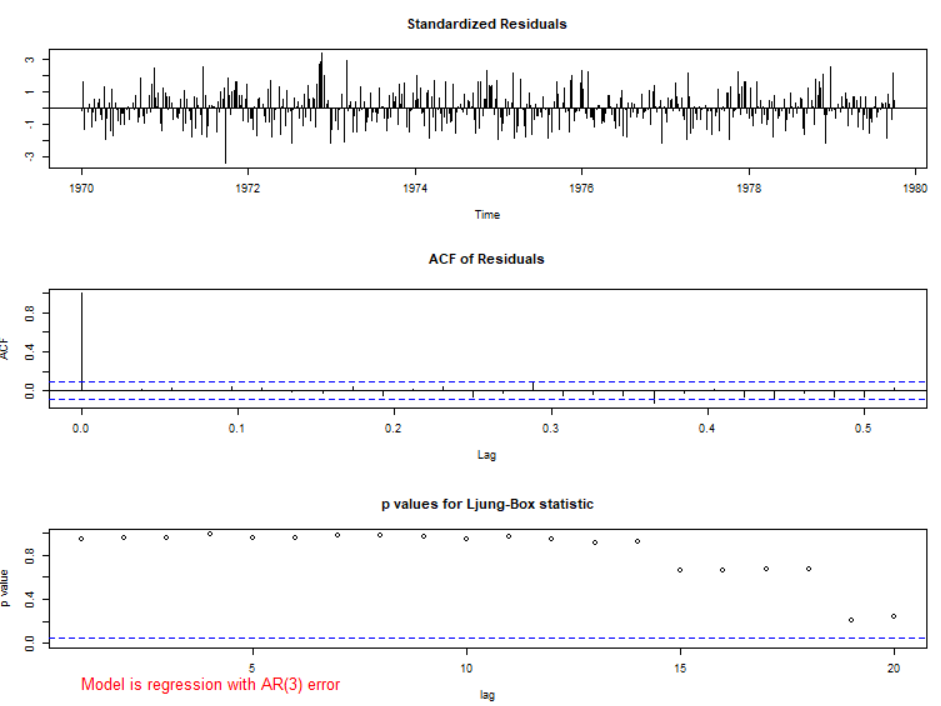 Standardized Residuals
3
1
-1
-3
1970 1972 1974 1976 1978 1980
Time
ACF of Residuals
ACF
0.8
0.4
0.0
0.0 0.1 0.2 0.3 0.4 0.5
Lag
p values for Ljung-Box statistic
p value
0.8
0.4
0.0
5 10 15 20
Model is regression with AR(3) error
lag